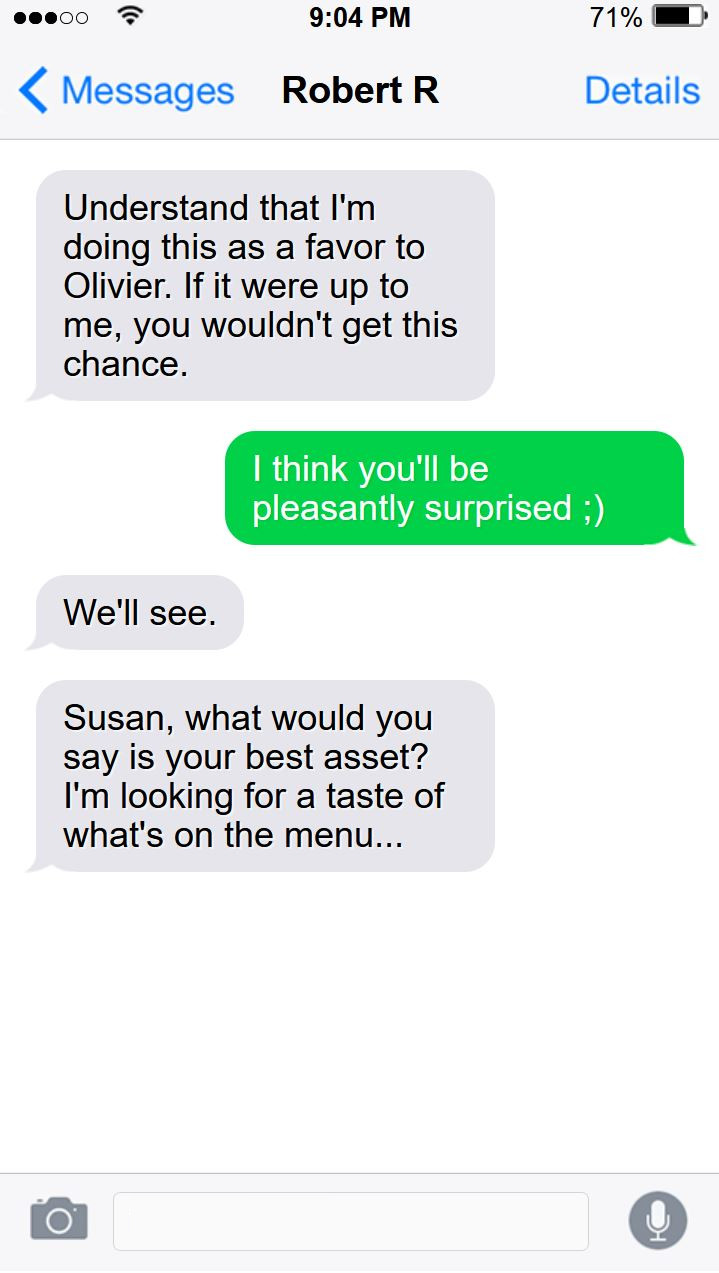 9:04 PM 71%
Messages Robert R Details
Understand that I'm
doing this as a favor to
Olivier. If it were up to
me, you wouldn't get this
chance.
I think you'll be
pleasantly surprised ;)
We'll see.
Susan, what would you
say is your best asset?
I'm looking for a taste of
what's on the menu...